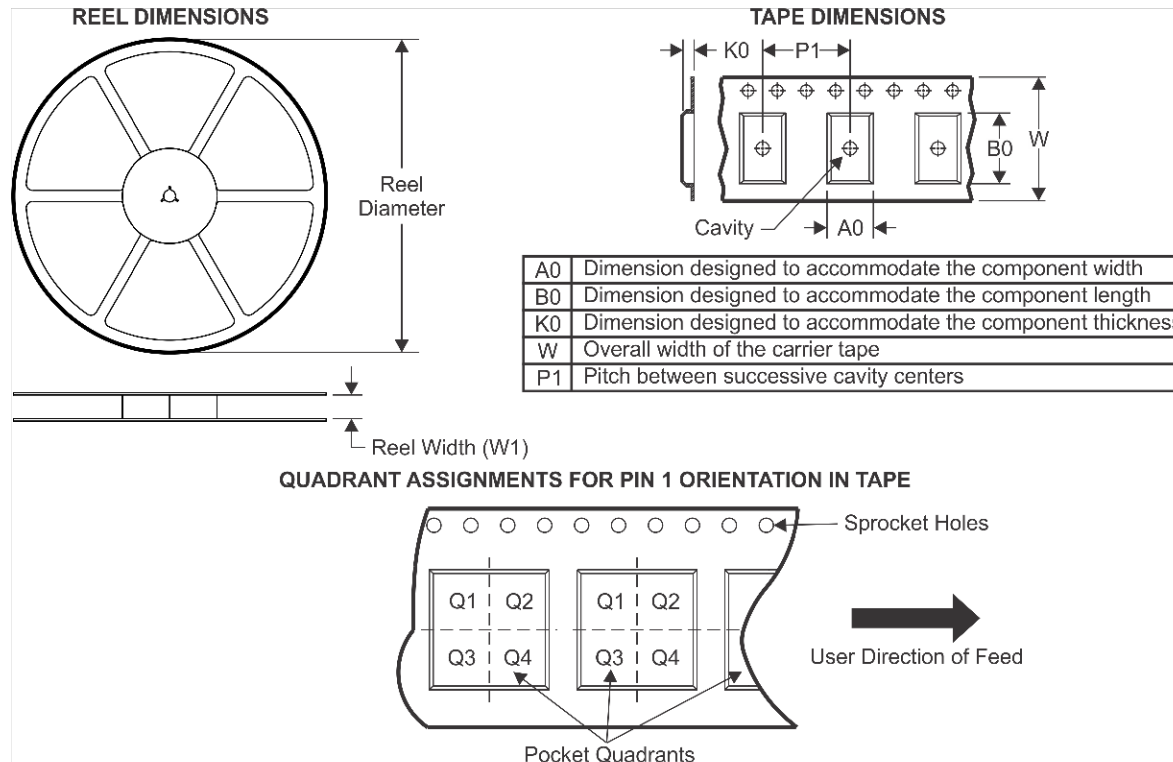 REEL DIMENSIONS
Reel
Diameter
Reel Width (W1)
TAPE DIMENSIONS
K0
P1
B0
W
Cavity
A0
A0 Dimension designed to accommodate the component width
B0 Dimension designed to accommodate the component length
K0 Dimension designed to accommodate the component thicknes
W Overall width of the carrier tape
P1 Pitch between successive cavity centers
QUADRANT ASSIGNMENTS FOR PIN 1 ORIENTATION IN TAPE
Sprocket Holes
Q1 Q2 Q1 Q2
Q3 Q4 Q3 Q4
User Direction of Feed
Pocket Quadrants